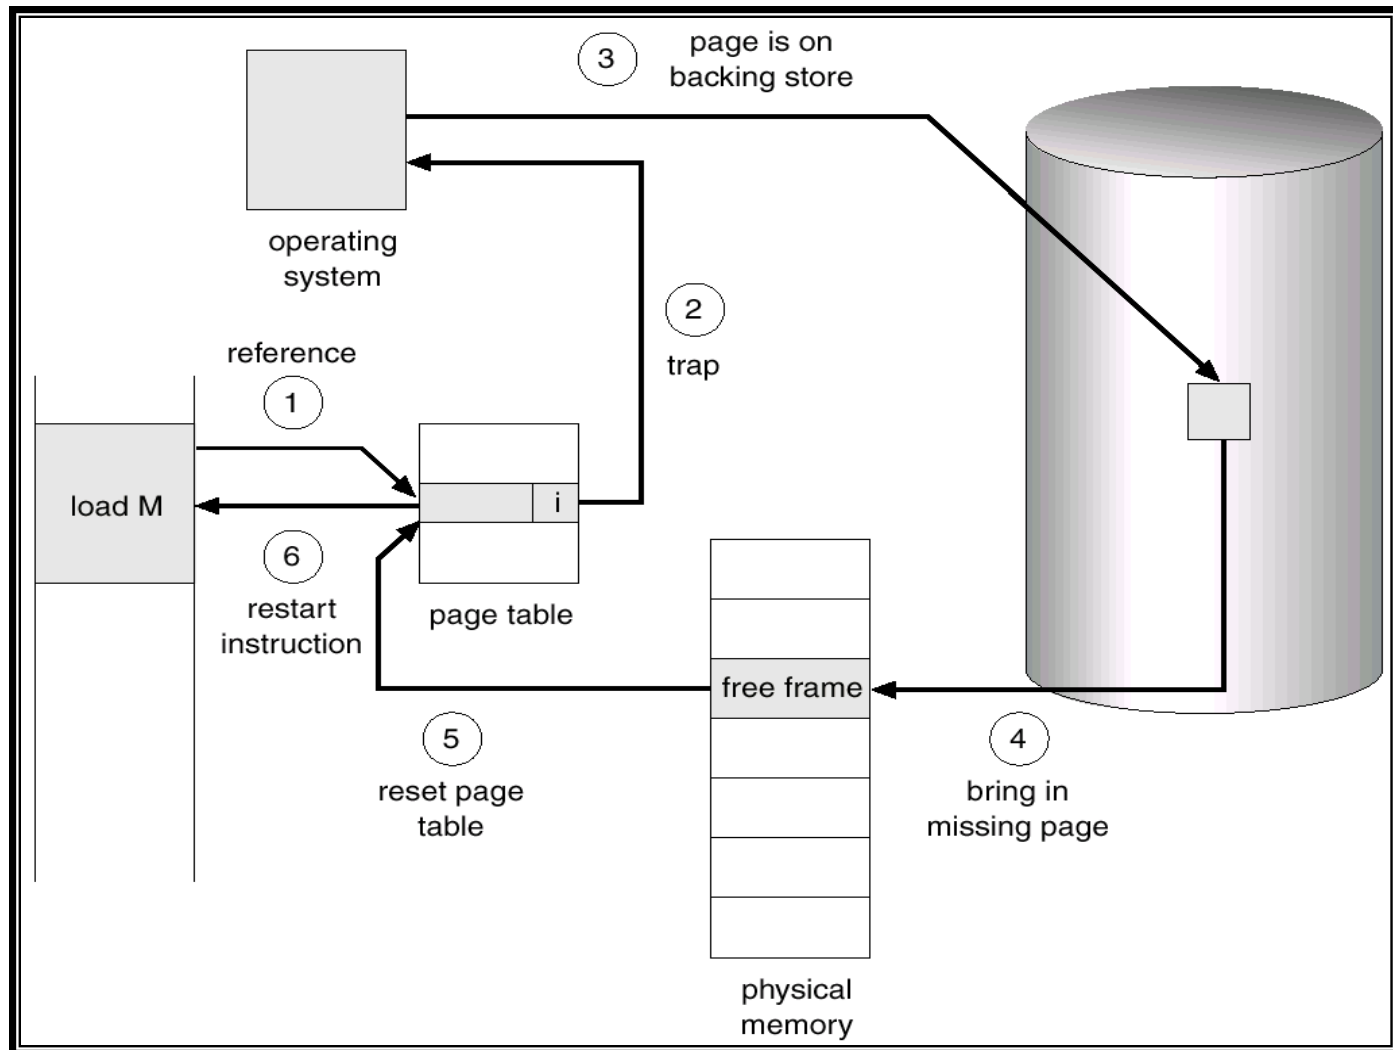 3
page is on
backing store
operating
system
2
trap
reference
1
load M
i
6
restart
instruction
page table
free frame
5
reset page
table
4
bring in
missing page
physical
memory